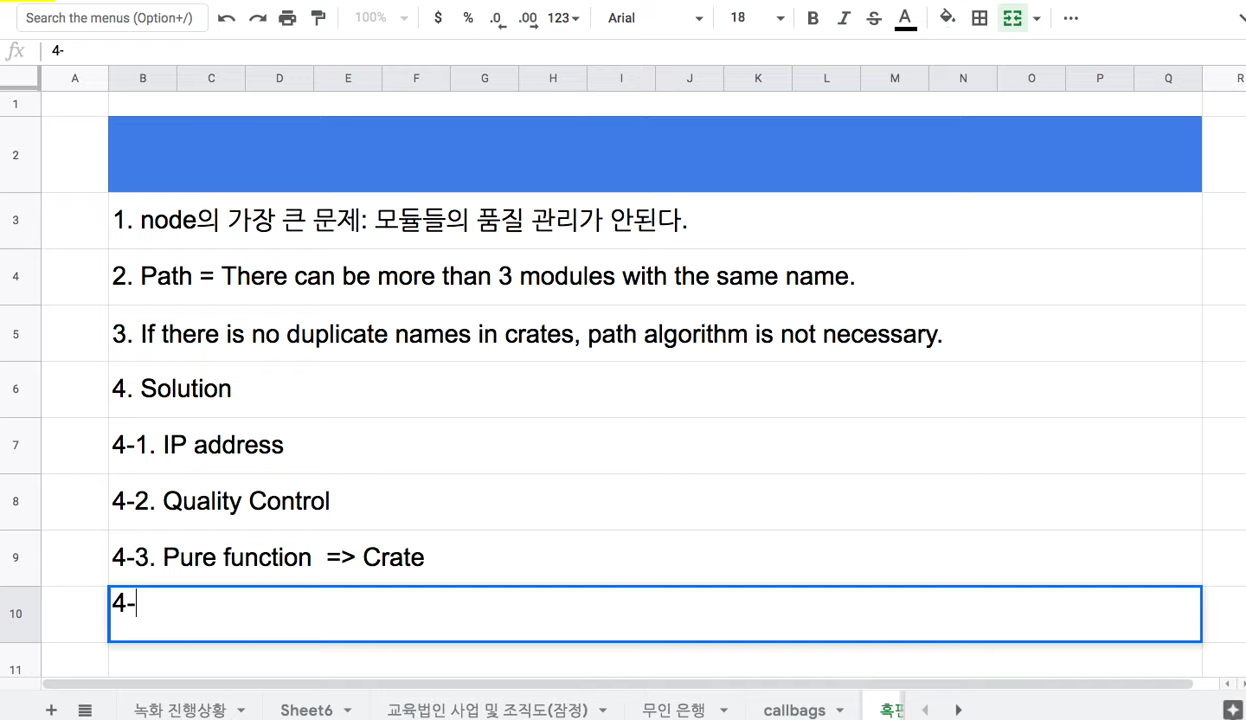 Search the menus (Option+/)
100%
$ % .0 .00 123
Arial
18
B I S A
fx 4-
A B C D E F G H I J K L M N O P Q R
1
2
3 1. node의 가장 큰 문제: 모듈들의 품질 관리가 안된다.
4 2. Path = There can be more than 3 modules with the same name.
5 3. If there is no duplicate names in crates, path algorithm is not necessary.
6 4. Solution
7 4-1. IP address
8 4-2. Quality Control
9 4-3. Pure function => Crate
10 4-
11
녹화 진행상황 Sheet6 교육법인 사업 및 조직도(잠정) 무인 은행 callbags